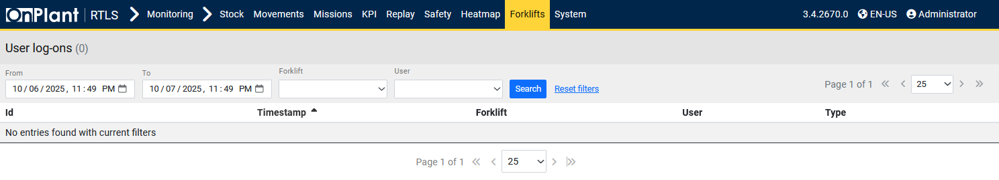 OnPlant RTLS Monitoring Stock Movements Missions KPI Replay Safety Heatmap Forklifts System 3.4.2670.0 EN-US Administrator
User log-ons (0)
From To Forklift User
10/06/2025, 11:49 PM 10/07/2025, 11:49 PM Search Reset filters Page 1 of 1 25
Id Timestamp Forklift User Type
No entries found with current filters
Page 1 of 1 25